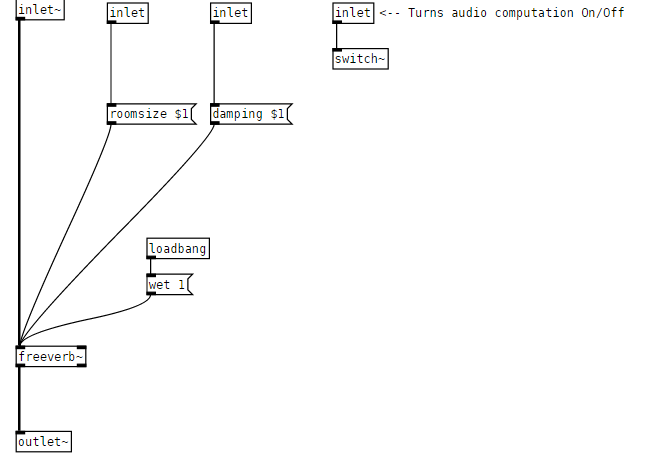 inlet~
inlet
inlet
inlet <-- Turns audio computation On/Off
switch~
roomsize $1
damping $1
loadbang
wet 1
freeverb~
outlet~